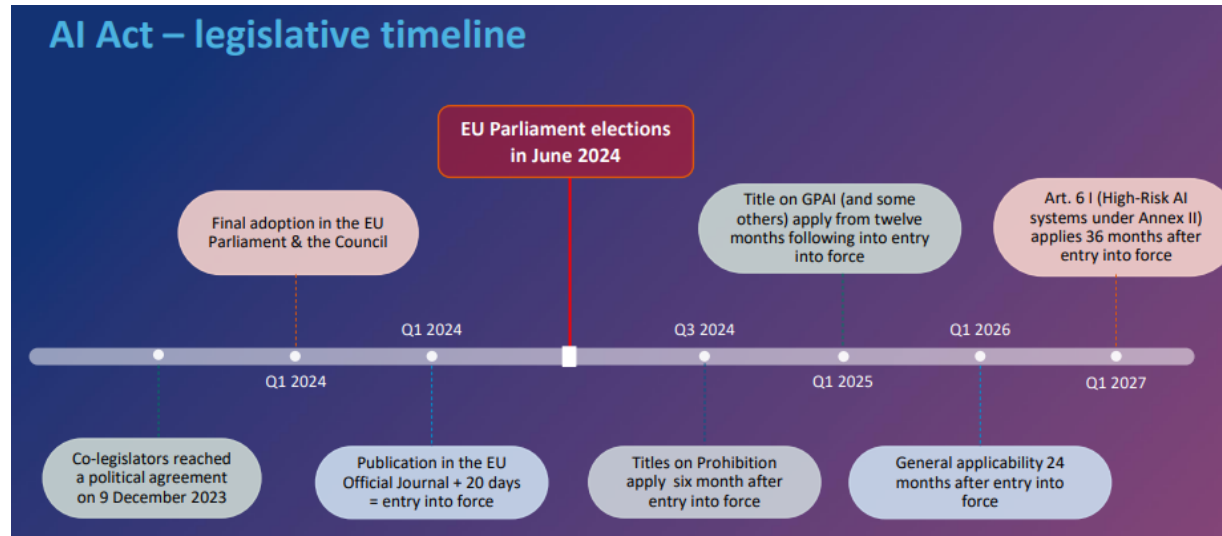 AI Act – legislative timeline
EU Parliament elections
in June 2024
Final adoption in the EU
Parliament & the Council
Title on GPAI (and some
others) apply from twelve
months following into entry
into force
Art. 6 I (High-Risk AI
systems under Annex II)
applies 36 months after
entry into force
Q1 2024
Q3 2024
Q1 2026
Q1 2024
Q1 2025
Q1 2027
Co-legislators reached
a political agreement
on 9 December 2023
Publication in the EU
Official Journal + 20 days
= entry into force
Titles on Prohibition
apply six month after
entry into force
General applicability 24
months after entry into
force